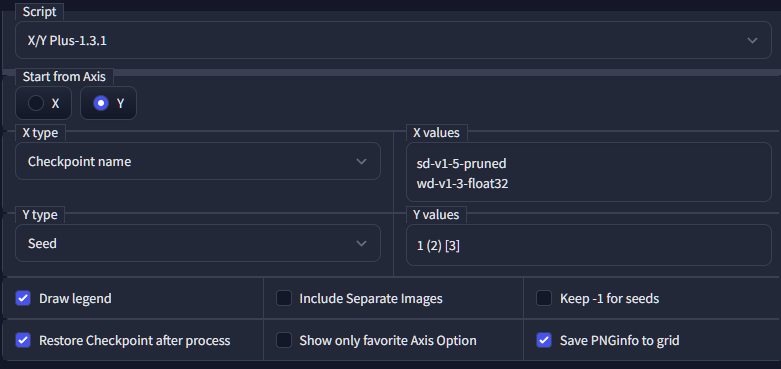 Script
X/Y Plus-1.3.1
Start from Axis
X
Y
X type
Checkpoint name
X values
sd-v1-5-pruned
wd-v1-3-float32
Y type
Seed
Y values
1 (2) [3]
Draw legend
Include Separate Images
Keep -1 for seeds
Restore Checkpoint after process
Show only favorite Axis Option
Save PNGinfo to grid